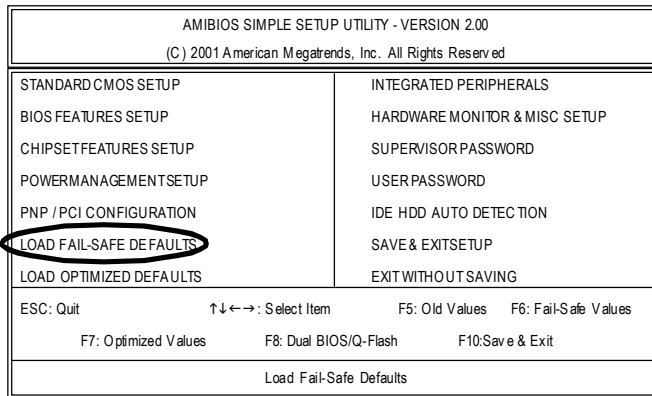 AMIBIOS SIMPLE SETUP UTILITY - VERSION 2.00
(C) 2001 American Megatrends, Inc. All Rights Reserved
STANDARD CMOS SETUP
INTEGRATED PERIPHERALS
BIOS FEATURES SETUP
HARDWARE MONITOR & MISC SETUP
CHIPSET FEATURES SETUP
SUPERVISOR PASSWORD
POWER MANAGEMENT SETUP
USER PASSWORD
PNP / PCI CONFIGURATION
IDE HDD AUTO DETECTION
LOAD FAIL-SAFE DEFAULTS
SAVE & EXIT SETUP
LOAD OPTIMIZED DEFAULTS
EXIT WITHOUT SAVING
ESC: Quit ↑↓←→: Select Item F5: Old Values F6: Fail-Safe Values
F7: Optimized Values F8: Dual BIOS/Q-Flash F10:Save & Exit
Load Fail-Safe Defaults